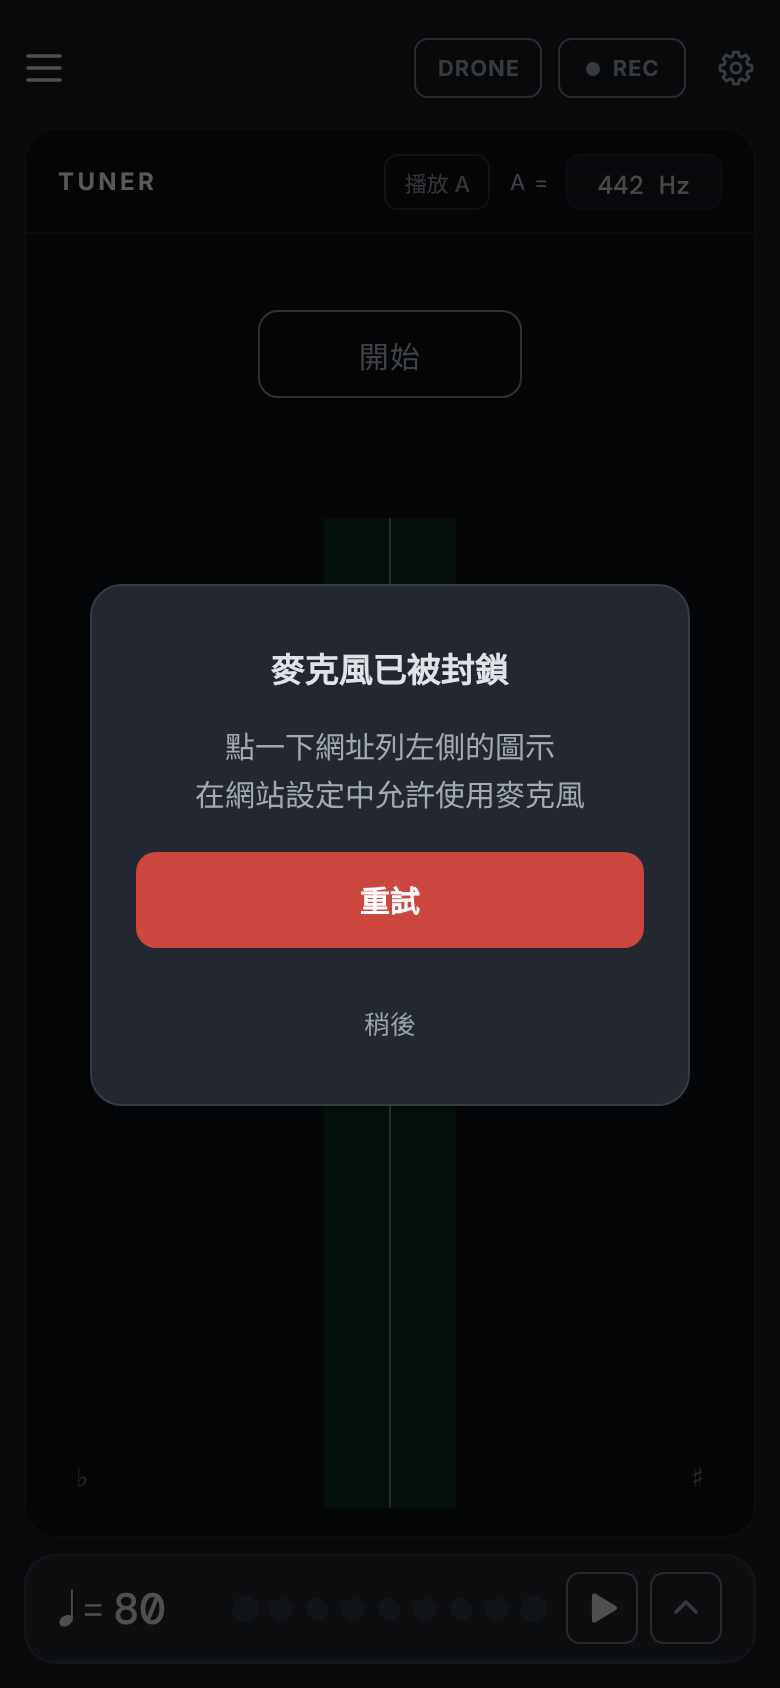 DRONE
REC
TUNER
播放 A
A =
442 Hz
開始
麥克風已被封鎖
點一下網址列左側的圖示
在網站設定中允許使用麥克風
重試
稍後
♭
♯
♩ = 80